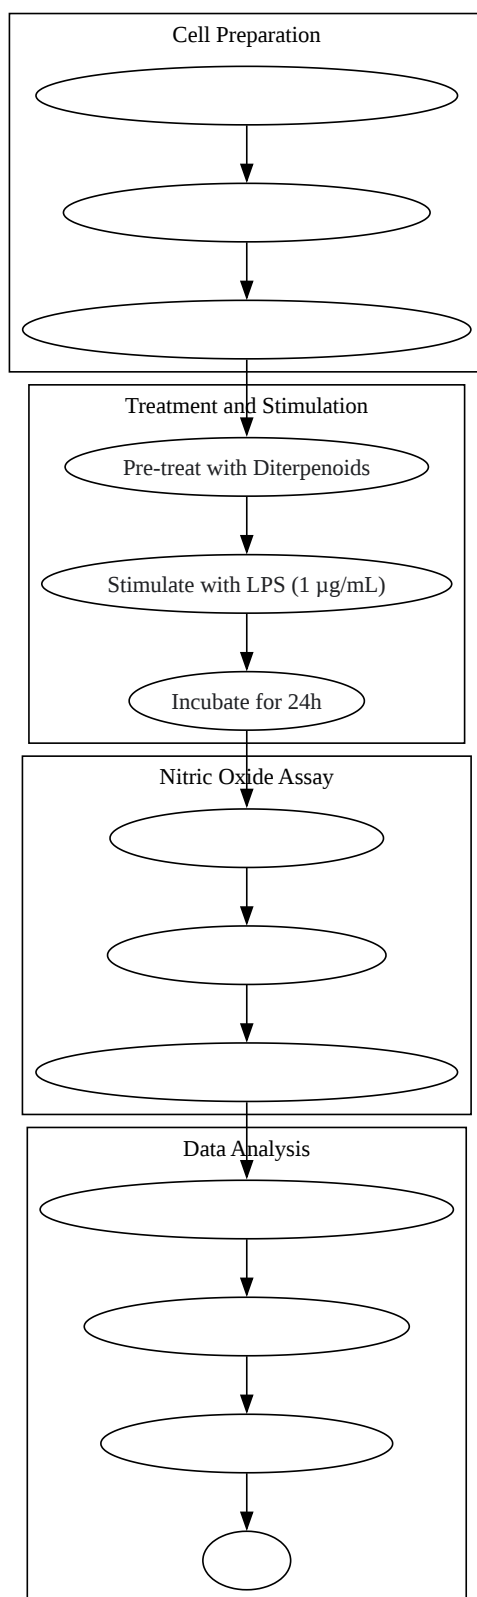 Cell Preparation
Treatment and Stimulation
Pre-treat with Diterpenoids
Stimulate with LPS (1 µg/mL)
Incubate for 24h
Nitric Oxide Assay
Data Analysis